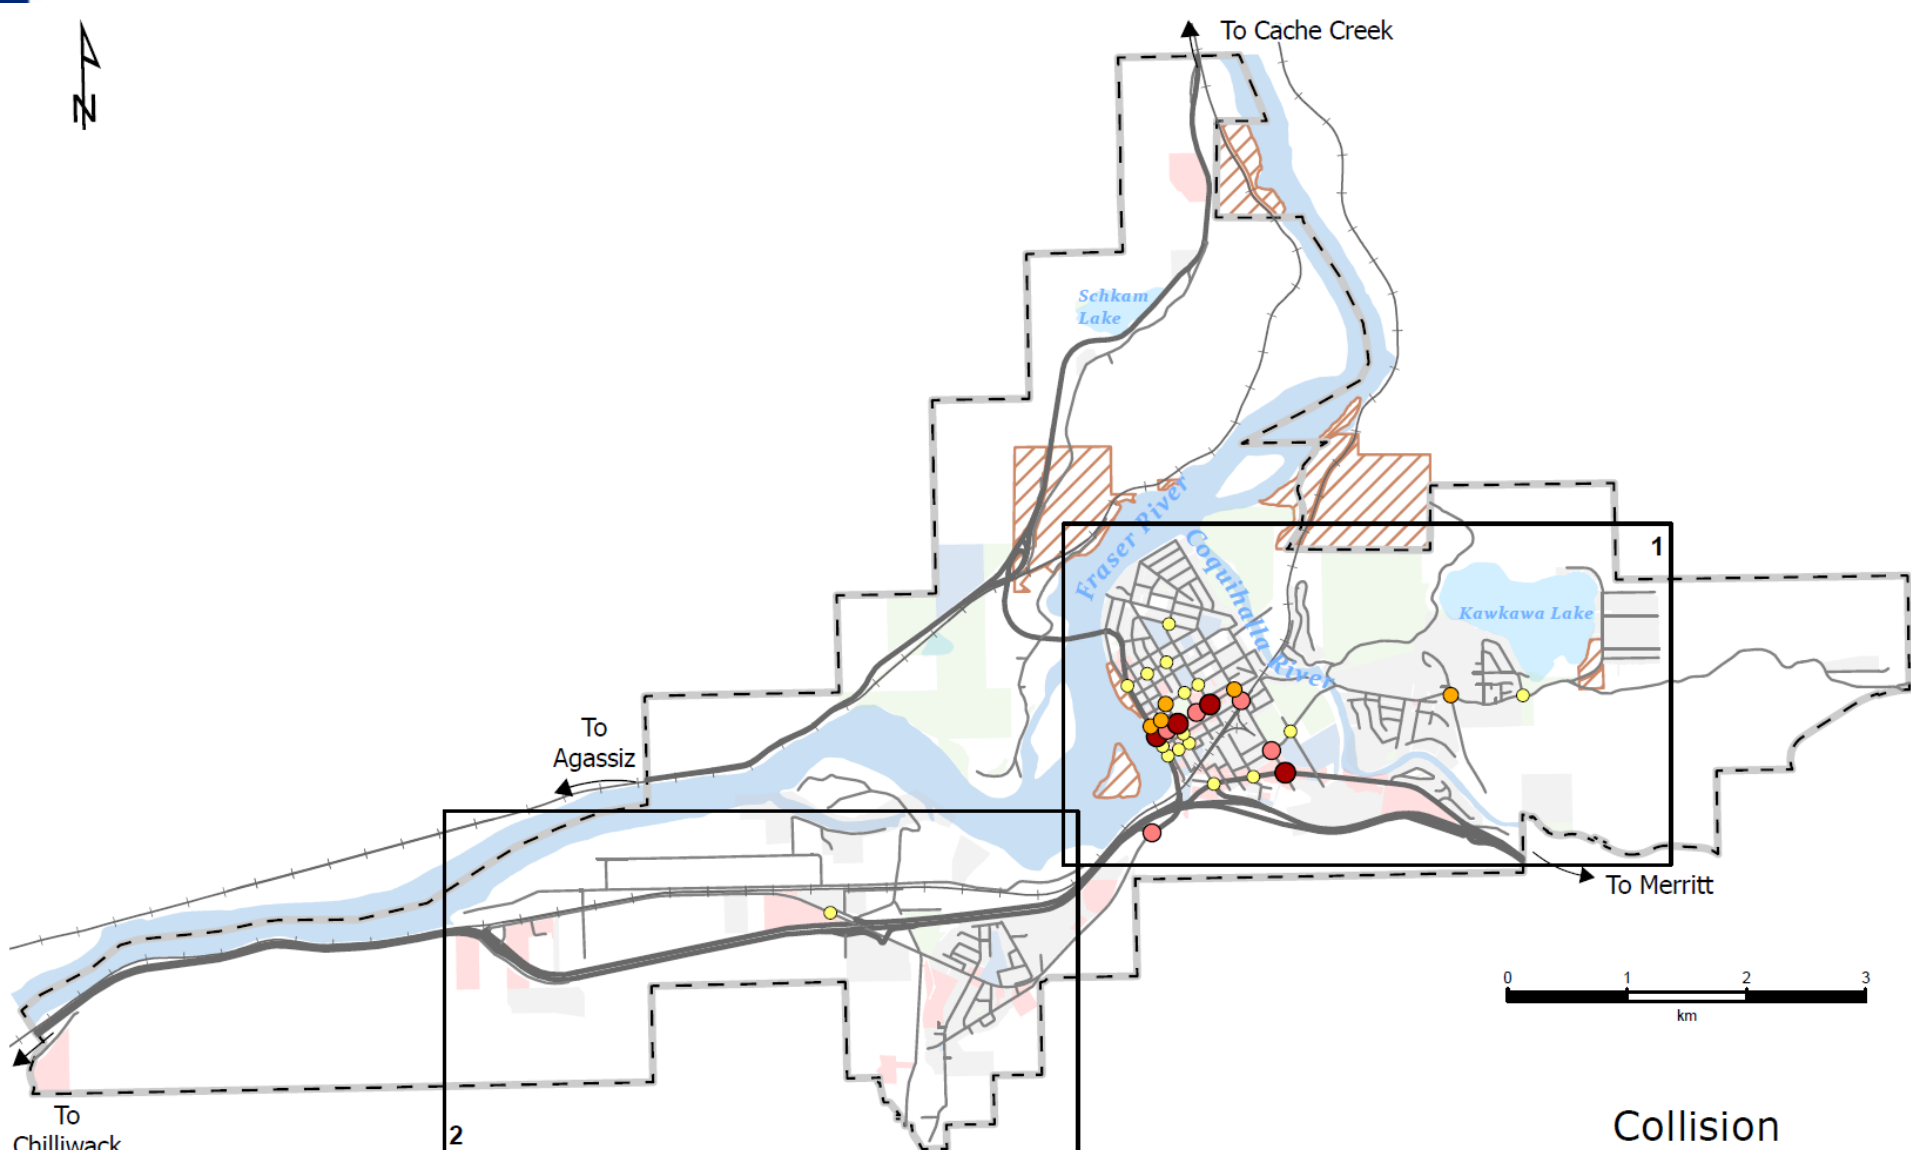 To Cache Creek
N
Schkam
Lake
Fraser River
Coquihalla River
1
Kawkawa Lake
To
Agassiz
To Merritt
0 1 2 3
km
To
Chilliwack
2
Collision